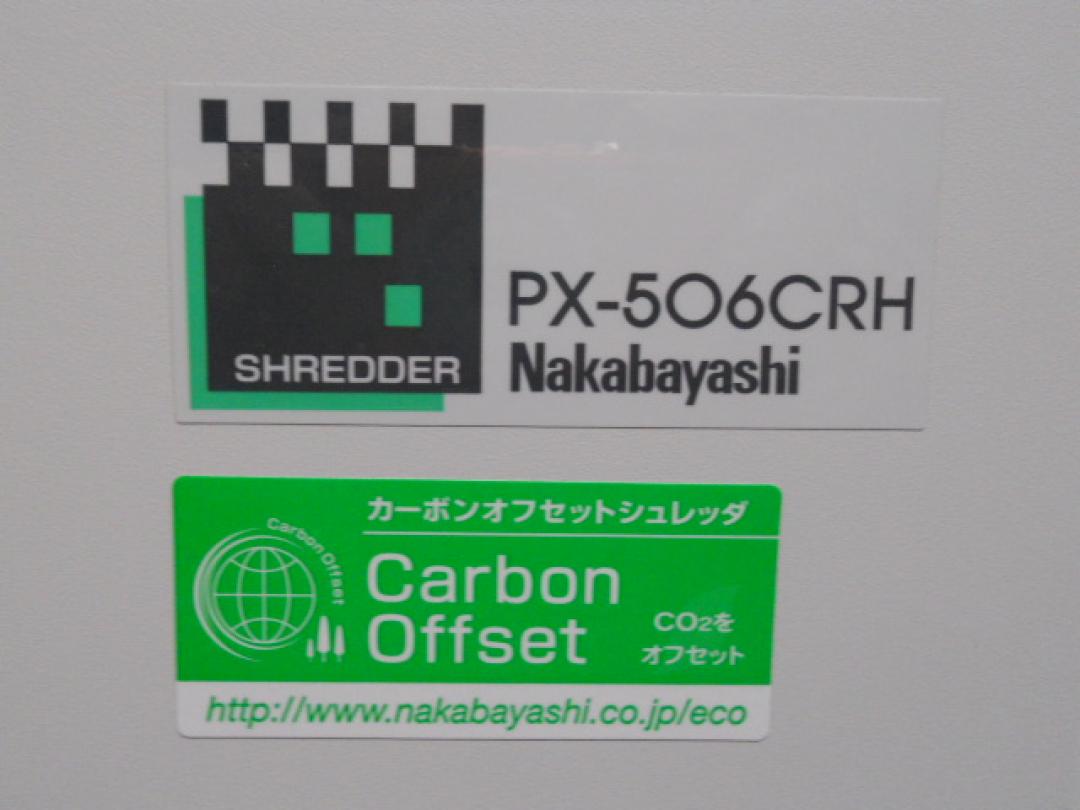 SHREDDER
PX-506CRH
Nakabayashi
カーボンオフセットシュレッダ
Carbon Offset
Carbon
Offset
CO2を
オフセット
http://www.nakabayashi.co.jp/eco